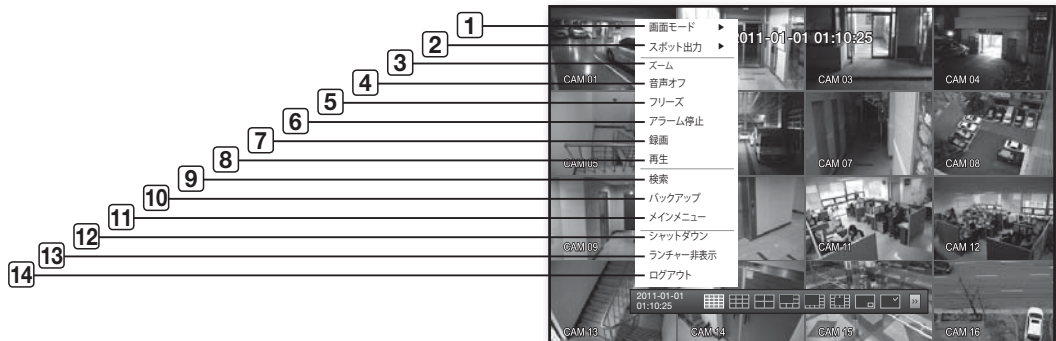 1
画面モード ▶
2011-01-01 01:10:25
2
スポット出力 ▶
3
ズーム
4
音声オフ
CAM 01
CAM 03
CAM 04
5
フリーズ
6
アラーム停止
7
録画
8
再生
CAM 05
CAM 07
CAM 08
9
検索
10
バックアップ
11
メインメニュー
12
シャットダウン
CAM 09
CAM 11
CAM 12
13
ランチャー非表示
14
ログアウト
2011-01-01
01:10:25
CAM 13
CAM 14
CAM 15
CAM 16